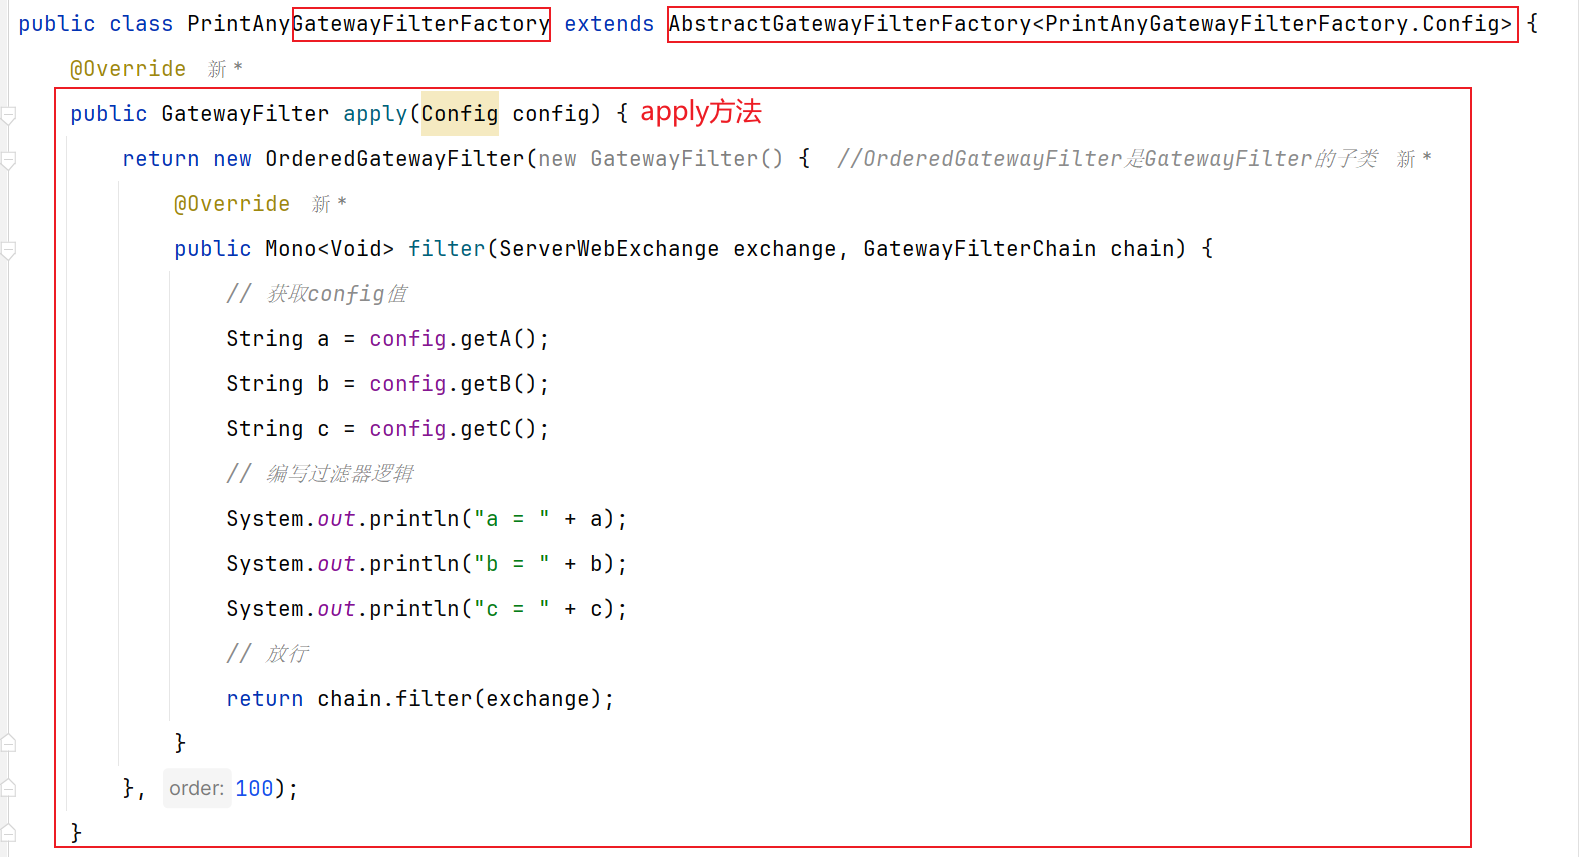 public class PrintAnyGatewayFilterFactory extends AbstractGatewayFilterFactory<PrintAnyGatewayFilterFactory.Config> {
@Override 新 *
public GatewayFilter apply(Config config) { apply方法
return new OrderedGatewayFilter(new GatewayFilter() { //OrderedGatewayFilter是GatewayFilter的子类 新 *
@Override 新 *
public Mono<Void> filter(ServerWebExchange exchange, GatewayFilterChain chain) {
// 获取config值
String a = config.getA();
String b = config.getB();
String c = config.getC();
// 编写过滤器逻辑
System.out.println("a = " + a);
System.out.println("b = " + b);
System.out.println("c = " + c);
// 放行
return chain.filter(exchange);
}
}, order: 100);
}